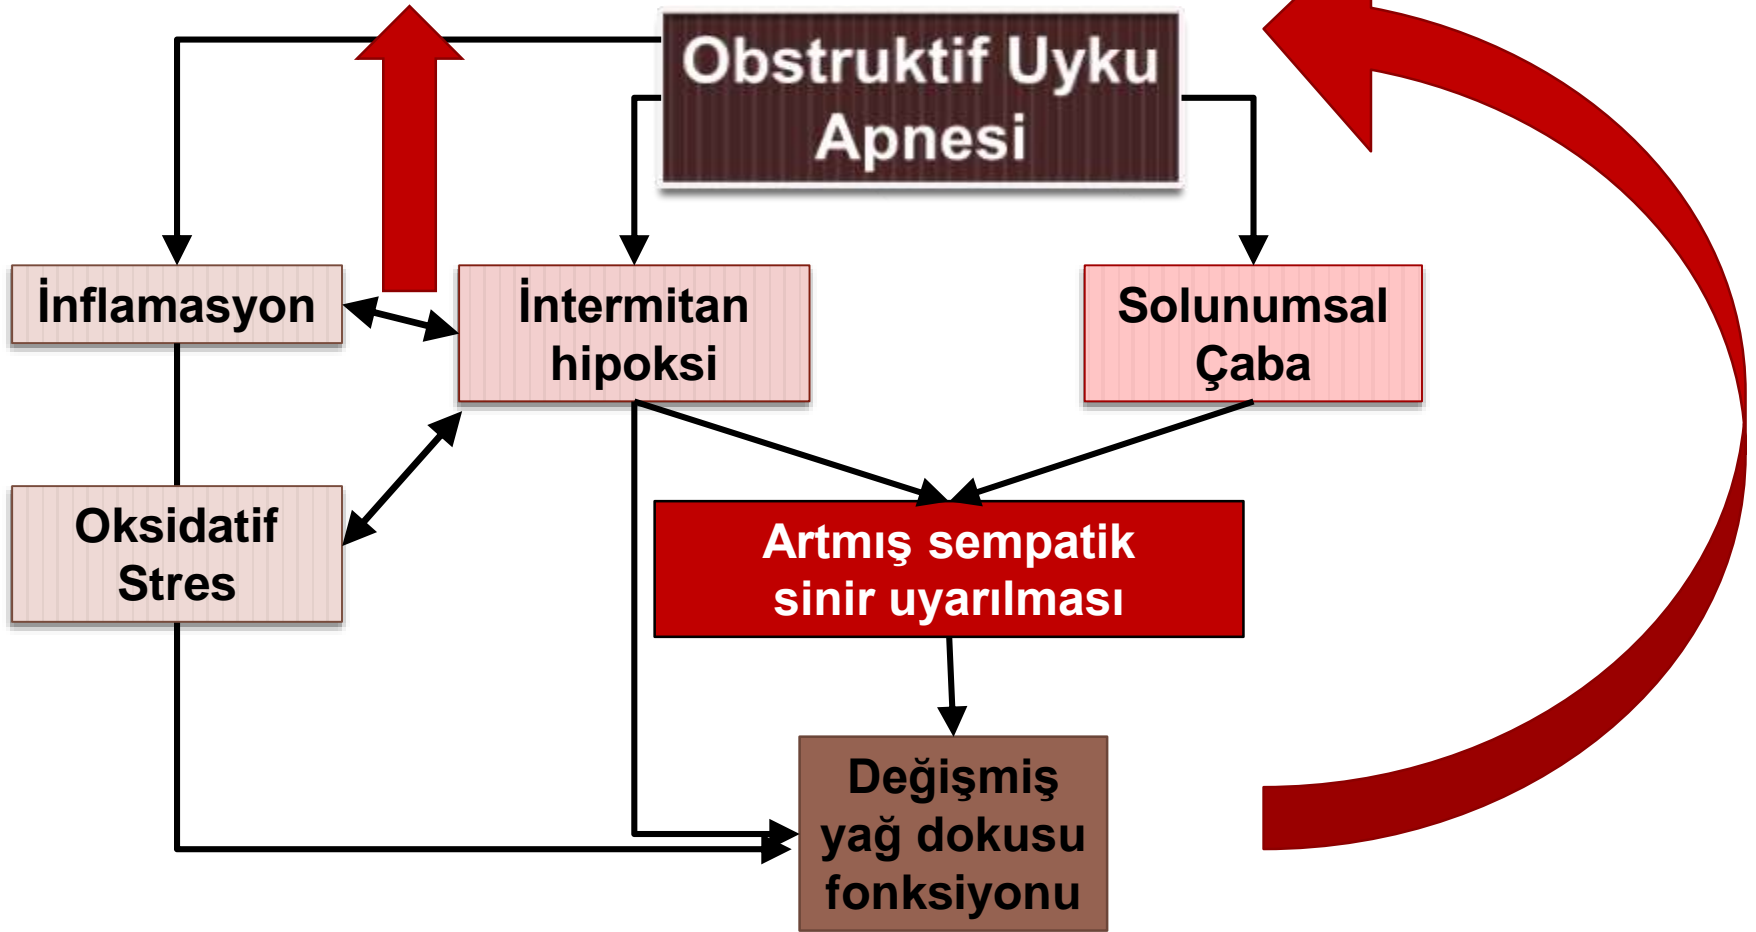 Obstruktif Uyku
Apnesi
İnflamasyon
İntermitan
hipoksi
Solunumsal
Çaba
Oksidatif
Stres
Artmış sempatik
sinir uyarılması
Değişmiş
yağ dokusu
fonksiyonu